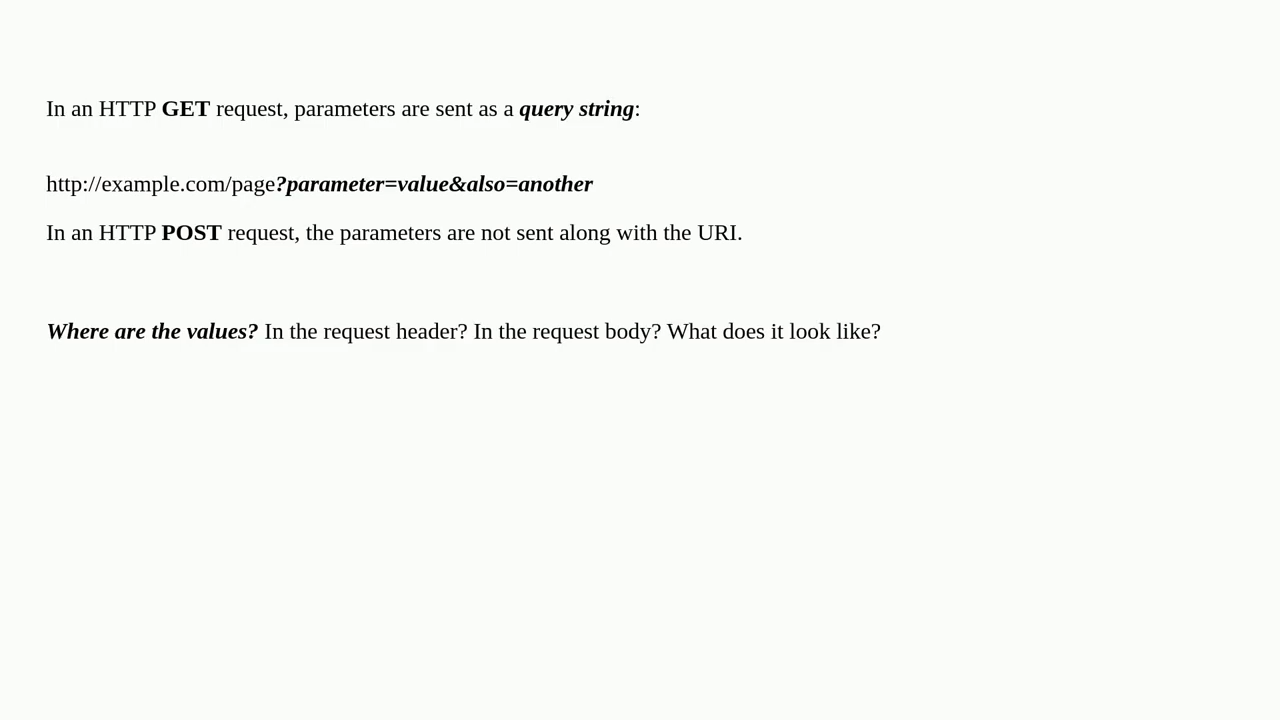 In an HTTP GET request, parameters are sent as a query string:
http://example.com/page?parameter=value&also=another
In an HTTP POST request, the parameters are not sent along with the URI.
Where are the values? In the request header? In the request body? What does it look like?